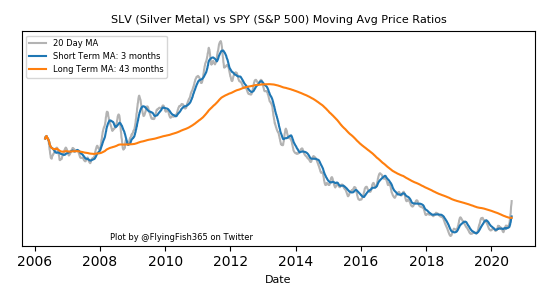 SLV (Silver Metal) vs SPY (S&P 500) Moving Avg Price Ratios
20 Day MA
Short Term MA: 3 months
Long Term MA: 43 months
Plot by @FlyingFish365 on Twitter
2006 2008 2010 2012 2014 2016 2018 2020
Date